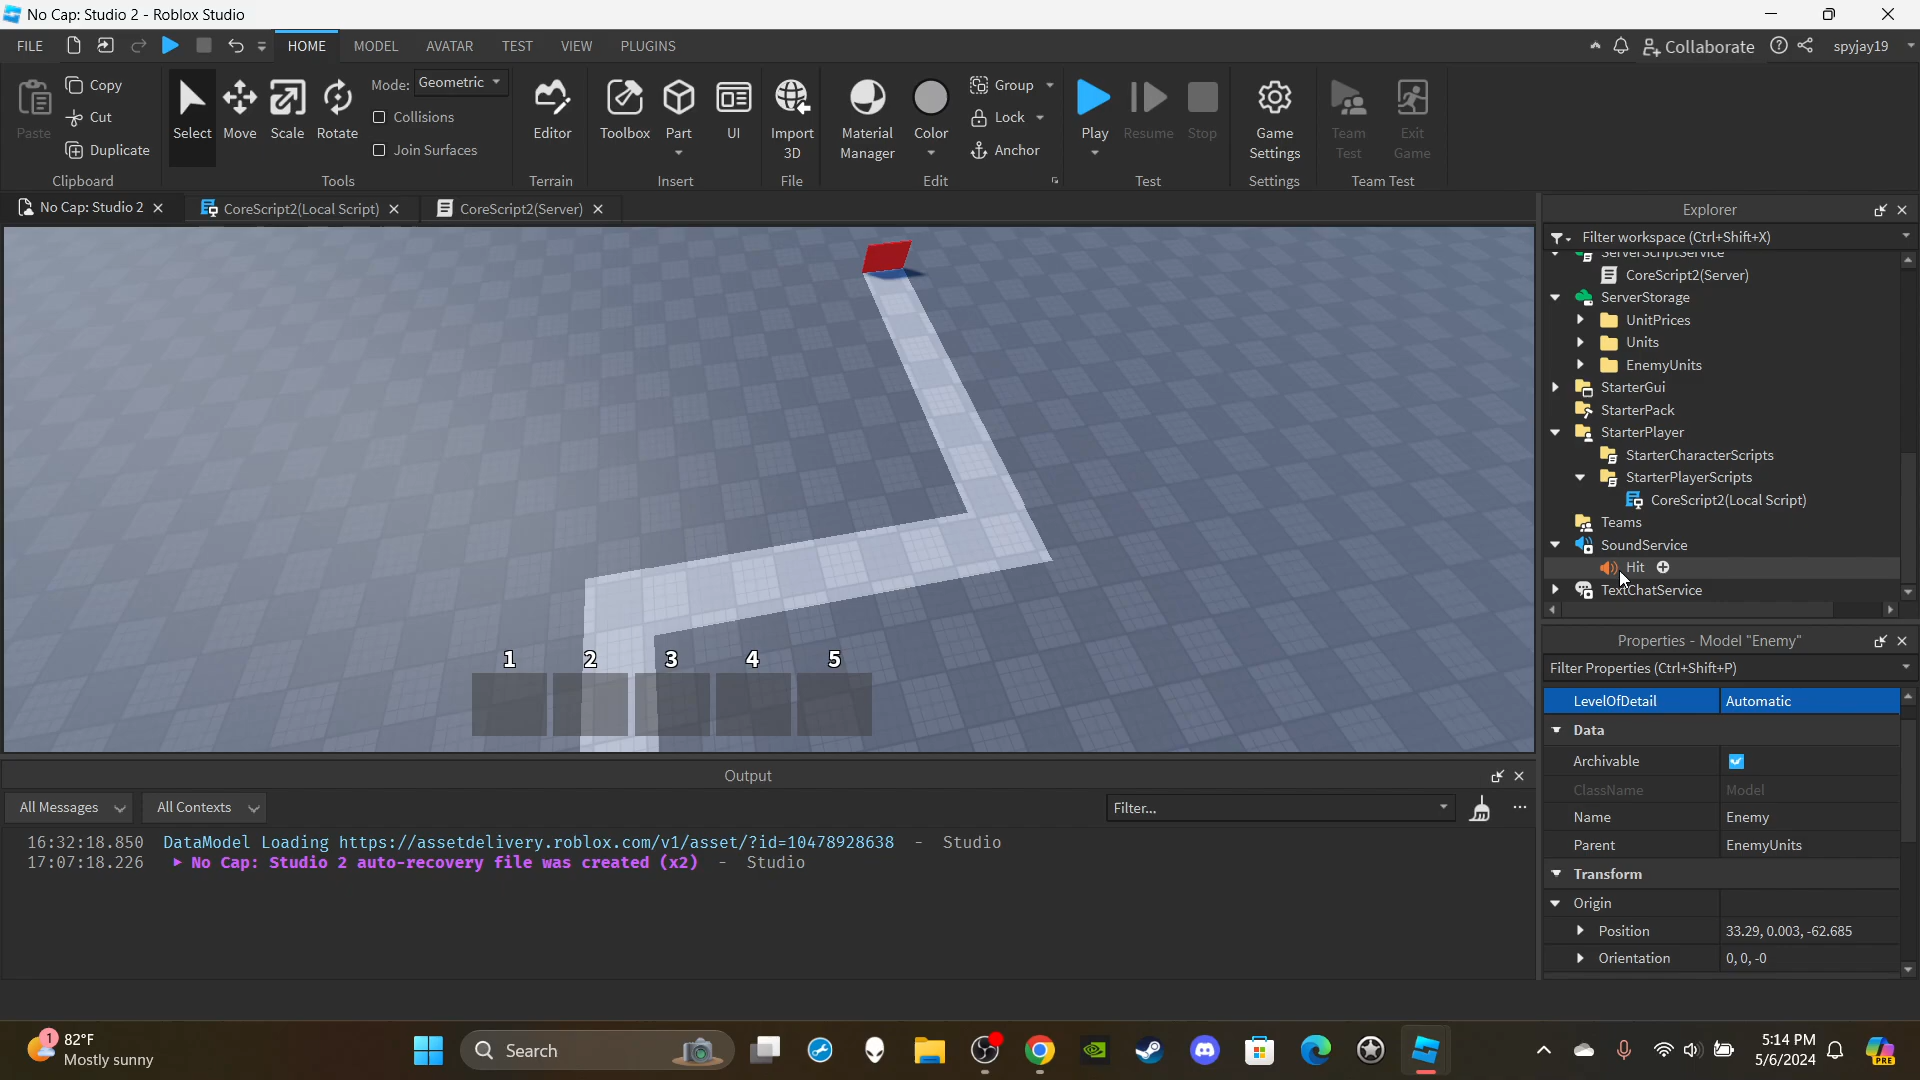 No Cap: Studio 2 - Roblox Studio
FILE HOME MODEL AVATAR TEST VIEW PLUGINS Collaborate spyjay19
Paste Copy Cut Duplicate
Clipboard
Select Move Scale Rotate
Mode: Geometric
Collisions
Join Surfaces
Tools
Editor
Terrain
Toolbox Part UI
Insert
Import 3D
File
Material Manager Color
Group
Lock
Anchor
Edit
Play Resume Stop
Test
Game Settings
Settings
Team Test Exit Game
Team Test
No Cap: Studio 2 CoreScript2(Local Script) CoreScript2(Server)
1 2 3 4 5
Explorer
Filter workspace (Ctrl+Shift+X)
ServerScriptService
CoreScript2(Server)
ServerStorage
UnitPrices
Units
EnemyUnits
StarterGui
StarterPack
StarterPlayer
StarterCharacterScripts
StarterPlayerScripts
CoreScript2(Local Script)
Teams
SoundService
Hit
TextChatService
Properties - Model "Enemy"
Filter Properties (Ctrl+Shift+P)
LevelOfDetail Automatic
Data
Archivable
ClassName Model
Name Enemy
Parent EnemyUnits
Transform
Origin
Position 33.29, 0.003, -62.685
Orientation 0, 0, -0
Output
All Messages All Contexts Filter...
16:32:18.850 DataModel Loading https://assetdelivery.roblox.com/v1/asset/?id=10478928638 - Studio
17:07:18.226 No Cap: Studio 2 auto-recovery file was created (x2) - Studio
1 82°F
Mostly sunny
Search
PRE
5:14 PM
5/6/2024